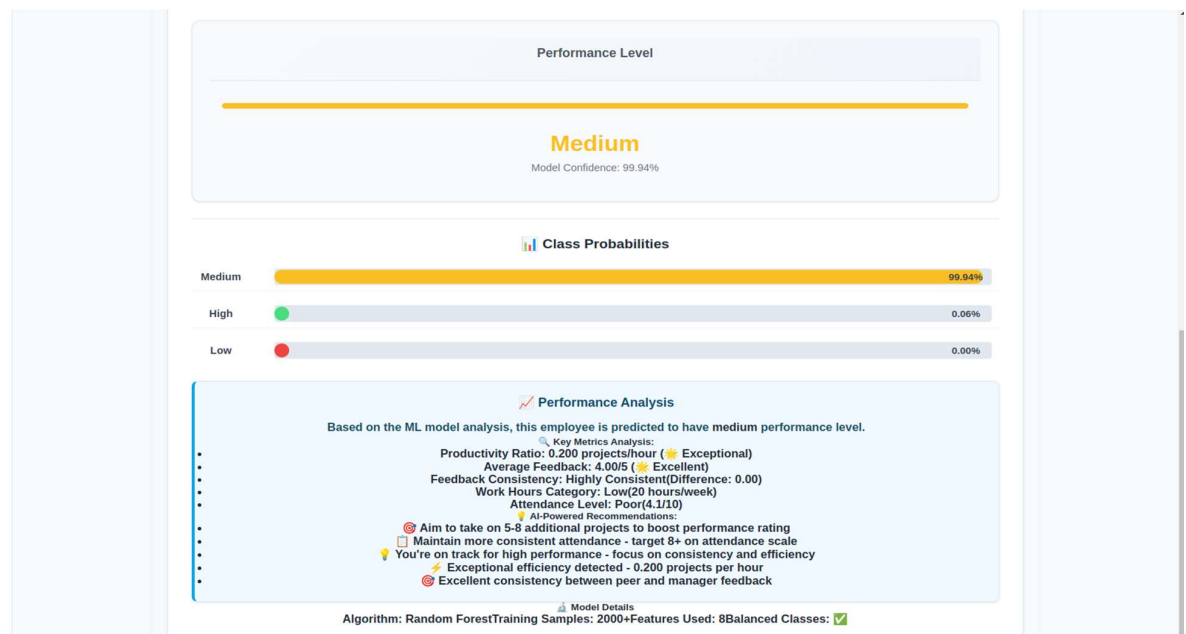 Performance Level
Medium
Model Confidence: 99.94%
📊 Class Probabilities
Medium 99.94%
High 0.06%
Low 0.00%
📈 Performance Analysis
Based on the ML model analysis, this employee is predicted to have medium performance level.
🔍 Key Metrics Analysis:
• Productivity Ratio: 0.200 projects/hour (🌟 Exceptional)
• Average Feedback: 4.00/5 (🌟 Excellent)
• Feedback Consistency: Highly Consistent(Difference: 0.00)
• Work Hours Category: Low(20 hours/week)
• Attendance Level: Poor(4.1/10)
💡 AI-Powered Recommendations:
• 🎯 Aim to take on 5-8 additional projects to boost performance rating
• 📋 Maintain more consistent attendance - target 8+ on attendance scale
• 💡 You're on track for high performance - focus on consistency and efficiency
• ⚡ Exceptional efficiency detected - 0.200 projects per hour
• 🎯 Excellent consistency between peer and manager feedback
🔬 Model Details
Algorithm: Random ForestTraining Samples: 2000+Features Used: 8Balanced Classes: ✅